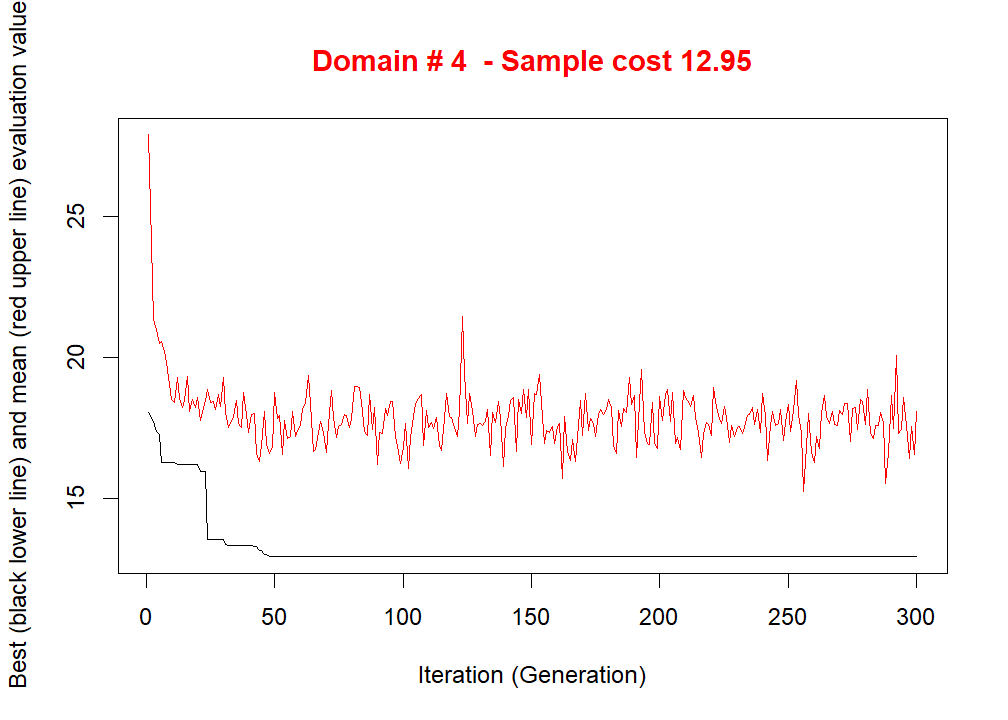 Domain # 4  - Sample cost 12.95
Best (black lower line) and mean (red upper line) evaluation value
25
20
15
0 50 100 150 200 250 300
Iteration (Generation)